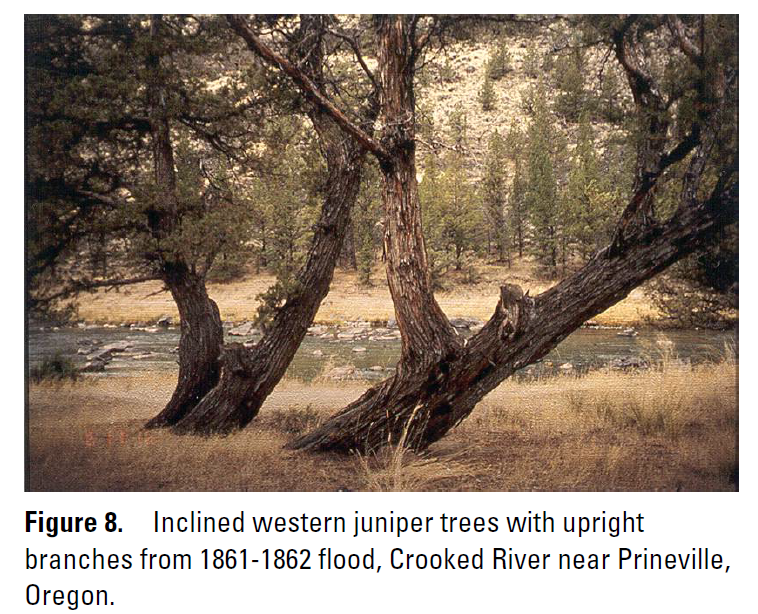 Figure 8. Inclined western juniper trees with upright
branches from 1861-1862 flood, Crooked River near Prineville,
Oregon.